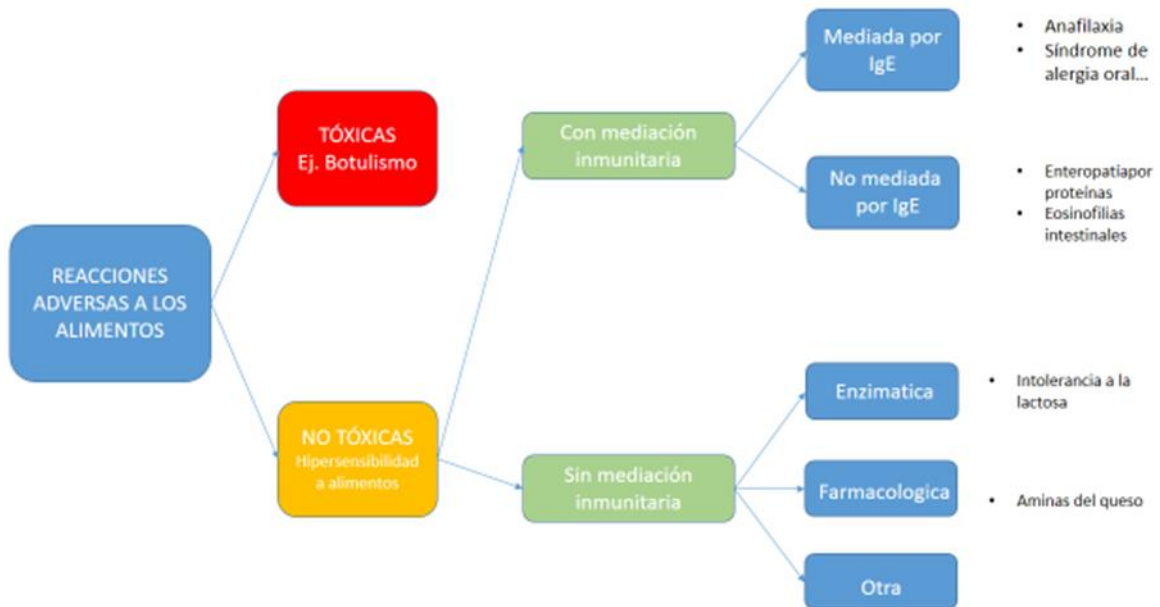 REACCIONES
ADVERSAS A LOS
ALIMENTOS
TÓXICAS
Ej. Botulismo
NO TÓXICAS
Hipersensibilidad
a alimentos
Con mediación
inmunitaria
Sin mediación
inmunitaria
Mediada por
IgE
No mediada
por IgE
Enzimatica
Farmacologica
Otra
• Anafilaxia
• Síndrome de
alergia oral...
• Enteropatíapor
proteínas
• Eosinofilias
intestinales
• Intolerancia a la
lactosa
• Aminas del queso